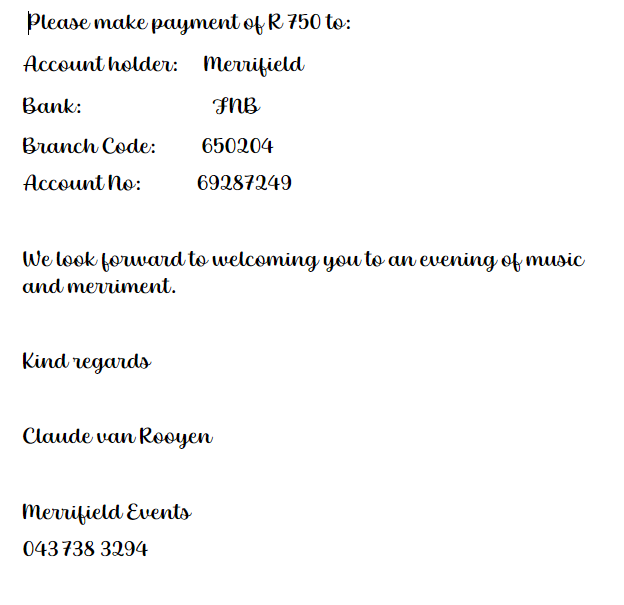 Please make payment of R 750 to:
Account holder: Merrifield
Bank: FNB
Branch Code: 650204
Account No: 69287249
We look forward to welcoming you to an evening of music
and merriment.
Kind regards
Claude van Rooyen
Merrifield Events
043 738 3294